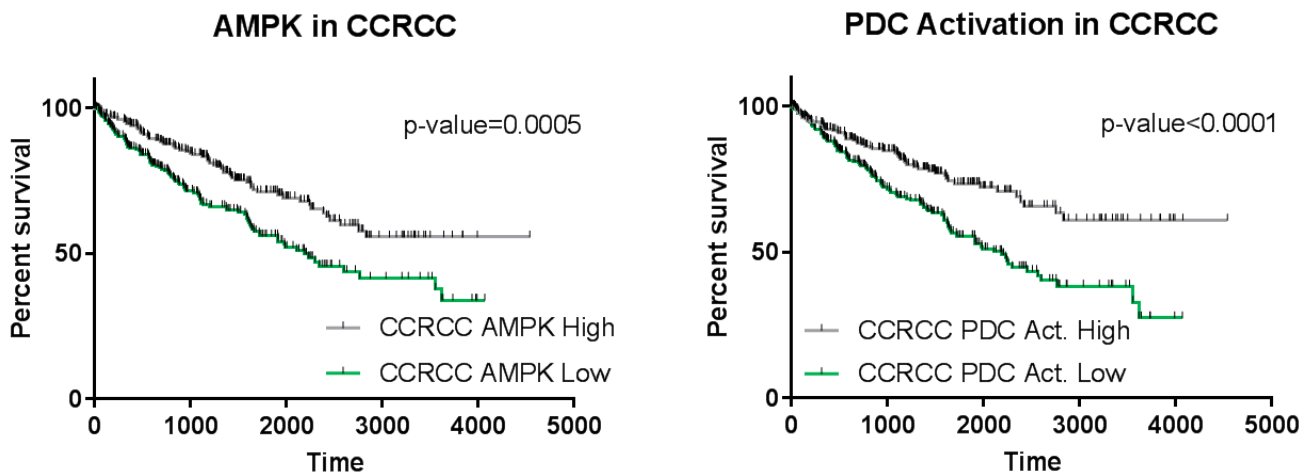 AMPK in CCRCC
100
50
0
Percent survival
p-value=0.0005
CCRCC AMPK High
CCRCC AMPK Low
0 1000 2000 3000 4000 5000
Time
PDC Activation in CCRCC
100
50
0
Percent survival
p-value<0.0001
CCRCC PDC Act. High
CCRCC PDC Act. Low
0 1000 2000 3000 4000 5000
Time